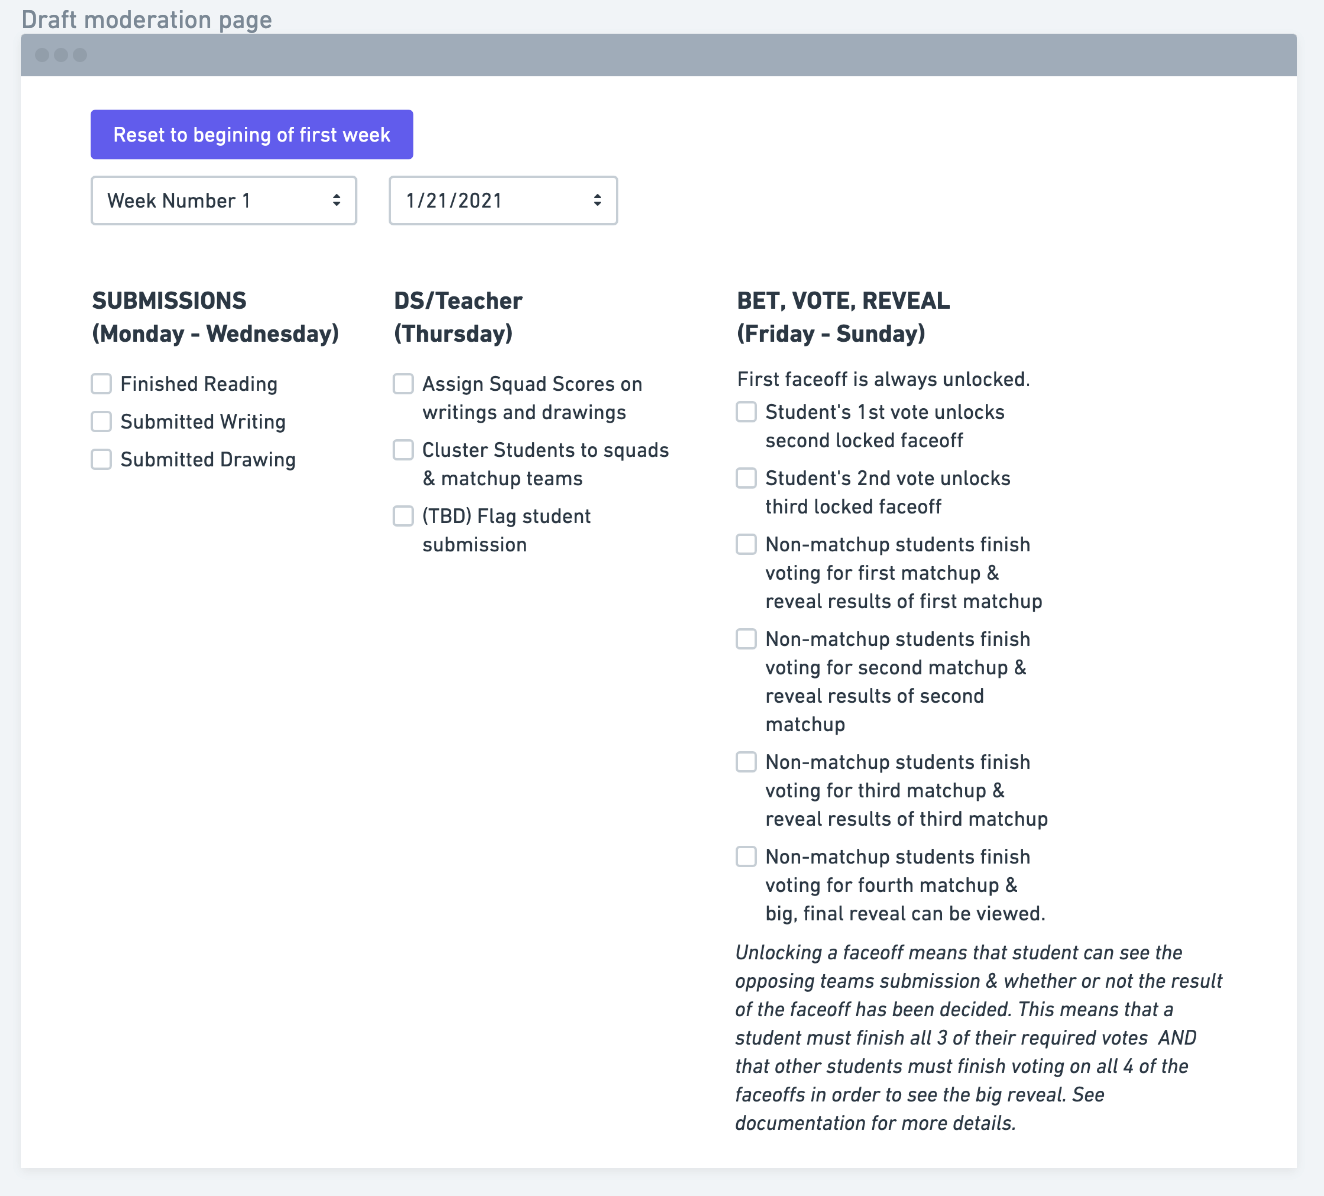 Draft moderation page
Reset to begining of first week
Week Number 1
1/21/2021
SUBMISSIONS
(Monday - Wednesday)
Finished Reading
Submitted Writing
Submitted Drawing
DS/Teacher
(Thursday)
Assign Squad Scores on
writings and drawings
Cluster Students to squads
& matchup teams
(TBD) Flag student
submission
BET, VOTE, REVEAL
(Friday - Sunday)
First faceoff is always unlocked.
Student's 1st vote unlocks
second locked faceoff
Student's 2nd vote unlocks
third locked faceoff
Non-matchup students finish
voting for first matchup &
reveal results of first matchup
Non-matchup students finish
voting for second matchup &
reveal results of second
matchup
Non-matchup students finish
voting for third matchup &
reveal results of third matchup
Non-matchup students finish
voting for fourth matchup &
big, final reveal can be viewed.
Unlocking a faceoff means that student can see the
opposing teams submission & whether or not the result
of the faceoff has been decided. This means that a
student must finish all 3 of their required votes  AND
that other students must finish voting on all 4 of the
faceoffs in order to see the big reveal. See
documentation for more details.